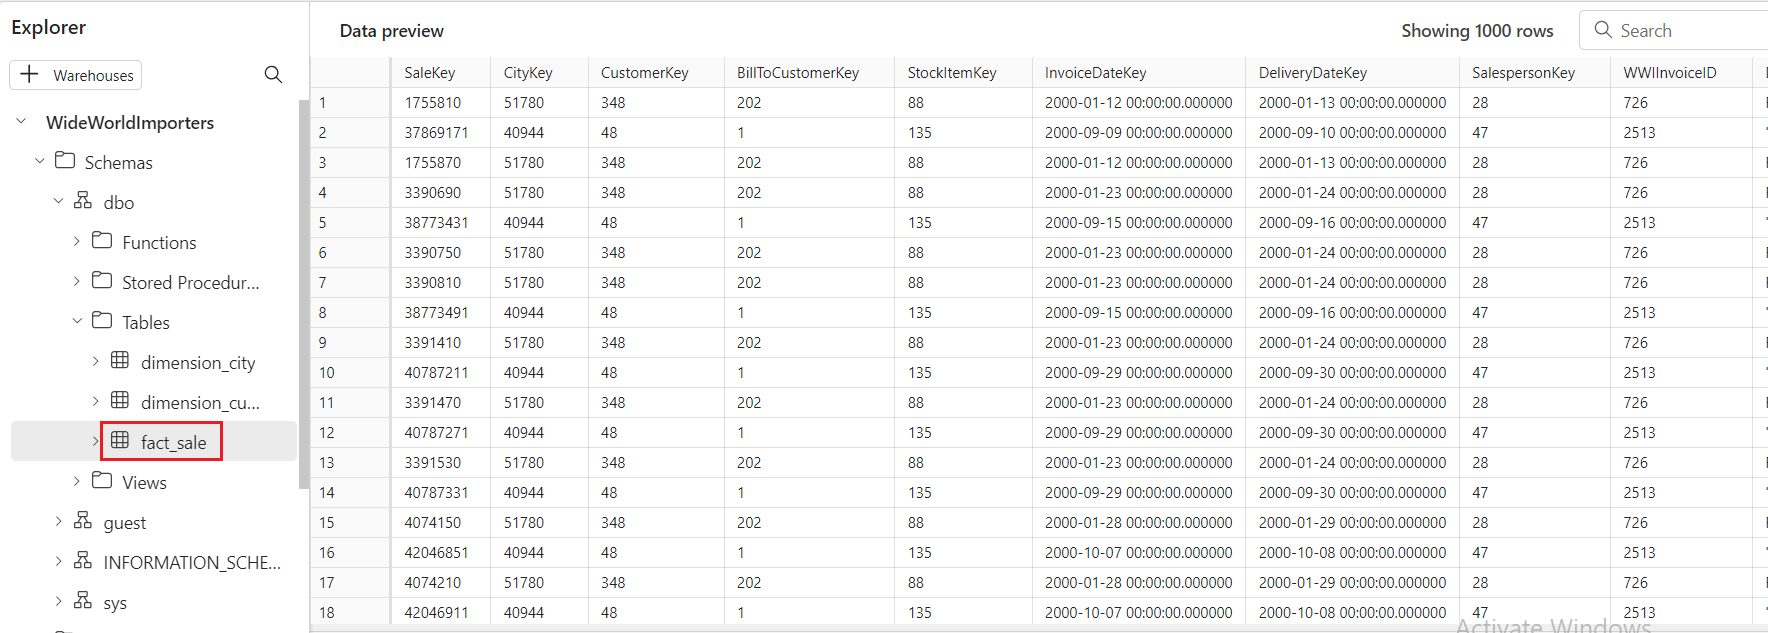 Explorer
Warehouses
WideWorldImporters
Schemas
dbo
Functions
Stored Procedur...
Tables
dimension_city
dimension_cu...
fact_sale
Views
guest
INFORMATION_SCHE...
sys
Data preview
Showing 1000 rows
Search
SaleKey CityKey CustomerKey BillToCustomerKey StockItemKey InvoiceDateKey DeliveryDateKey SalespersonKey WWIInvoiceID
1 1755810 51780 348 202 88 2000-01-12 00:00:00.000000 2000-01-13 00:00:00.000000 28 726
2 37869171 40944 48 1 135 2000-09-09 00:00:00.000000 2000-09-10 00:00:00.000000 47 2513
3 1755870 51780 348 202 88 2000-01-12 00:00:00.000000 2000-01-13 00:00:00.000000 28 726
4 3390690 51780 348 202 88 2000-01-23 00:00:00.000000 2000-01-24 00:00:00.000000 28 726
5 38773431 40944 48 1 135 2000-09-15 00:00:00.000000 2000-09-16 00:00:00.000000 47 2513
6 3390750 51780 348 202 88 2000-01-23 00:00:00.000000 2000-01-24 00:00:00.000000 28 726
7 3390810 51780 348 202 88 2000-01-23 00:00:00.000000 2000-01-24 00:00:00.000000 28 726
8 38773491 40944 48 1 135 2000-09-15 00:00:00.000000 2000-09-16 00:00:00.000000 47 2513
9 3391410 51780 348 202 88 2000-01-23 00:00:00.000000 2000-01-24 00:00:00.000000 28 726
10 40787211 40944 48 1 135 2000-09-29 00:00:00.000000 2000-09-30 00:00:00.000000 47 2513
11 3391470 51780 348 202 88 2000-01-23 00:00:00.000000 2000-01-24 00:00:00.000000 28 726
12 40787271 40944 48 1 135 2000-09-29 00:00:00.000000 2000-09-30 00:00:00.000000 47 2513
13 3391530 51780 348 202 88 2000-01-23 00:00:00.000000 2000-01-24 00:00:00.000000 28 726
14 40787331 40944 48 1 135 2000-09-29 00:00:00.000000 2000-09-30 00:00:00.000000 47 2513
15 4074150 51780 348 202 88 2000-01-28 00:00:00.000000 2000-01-29 00:00:00.000000 28 726
16 42046851 40944 48 1 135 2000-10-07 00:00:00.000000 2000-10-08 00:00:00.000000 47 2513
17 4074210 51780 348 202 88 2000-01-28 00:00:00.000000 2000-01-29 00:00:00.000000 28 726
18 42046911 40944 48 1 135 2000-10-07 00:00:00.000000 2000-10-08 00:00:00.000000 47 2513
Activate Windows